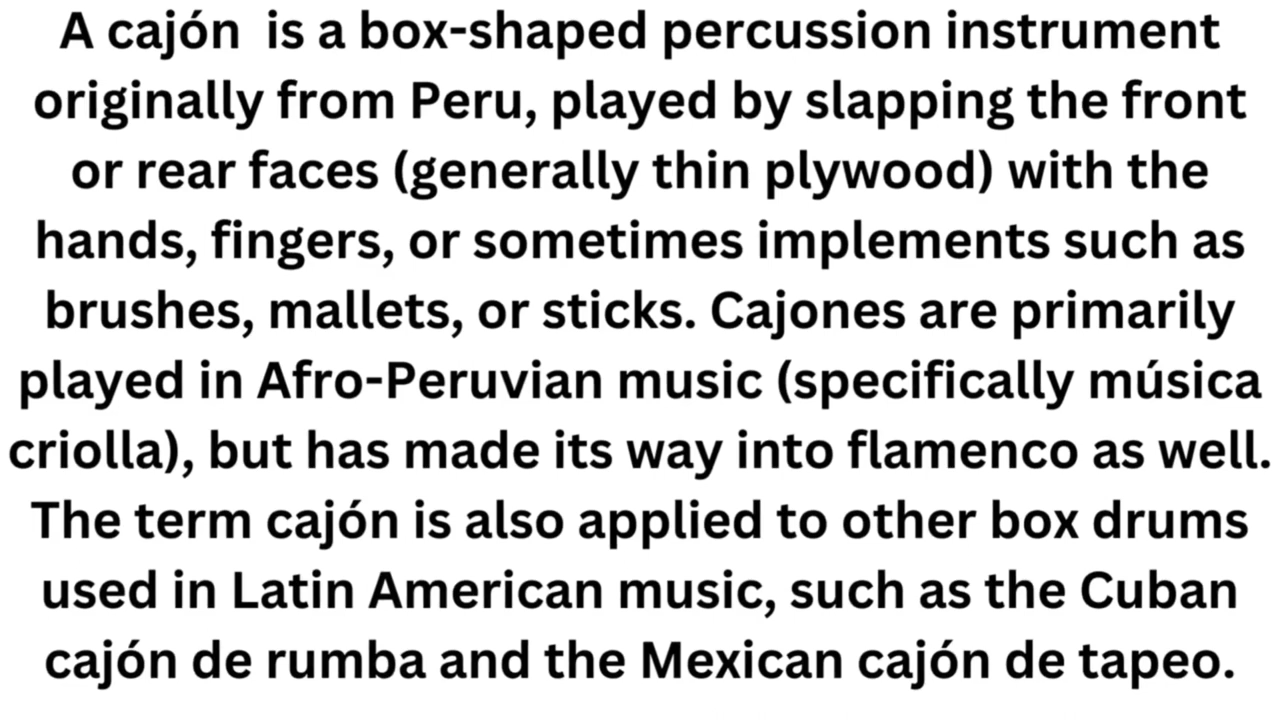 A cajón  is a box-shaped percussion instrument
originally from Peru, played by slapping the front
or rear faces (generally thin plywood) with the
hands, fingers, or sometimes implements such as
brushes, mallets, or sticks. Cajones are primarily
played in Afro-Peruvian music (specifically música
criolla), but has made its way into flamenco as well.
The term cajón is also applied to other box drums
used in Latin American music, such as the Cuban
cajón de rumba and the Mexican cajón de tapeo.